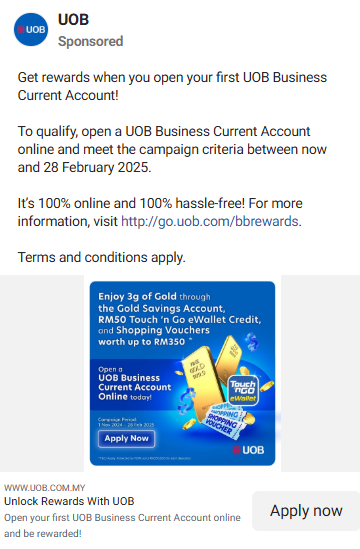 UOB
UOB
Sponsored
Get rewards when you open your first UOB Business
Current Account!
To qualify, open a UOB Business Current Account
online and meet the campaign criteria between now
and 28 February 2025.
It's 100% online and 100% hassle-free! For more
information, visit http://go.uob.com/bbrewards.
Terms and conditions apply.
Enjoy 3g of Gold through
the Gold Savings Account,
RM50 Touch 'n Go eWallet Credit,
and Shopping Vouchers
worth up to RM350 *
Open a
UOB Business
Current Account
Online today!
Campaign Period:
1 Nov 2024 - 28 Feb 2025
Apply Now
FINE GOLD
Touch
'n GO
eWallet
SHOPPING
VOUCHER
UOB
WWW.UOB.COM.MY
Unlock Rewards With UOB
Open your first UOB Business Current Account online
and be rewarded!
Apply now